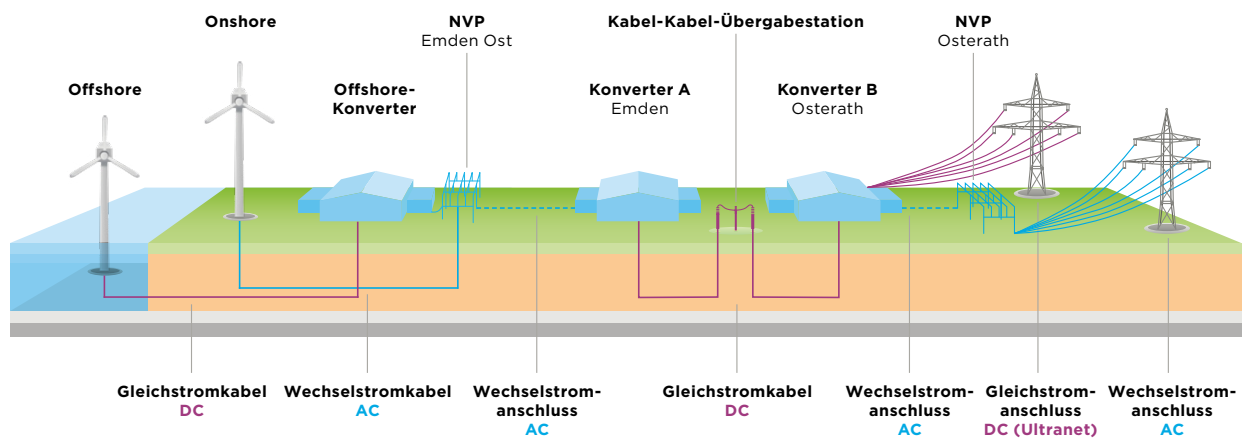 Offshore
Onshore
Offshore-
Konverter
NVP
Emden Ost
Kabel-Kabel-Übergabestation
Konverter A
Emden
Konverter B
Osterath
NVP
Osterath
Gleichstromkabel
DC
Wechselstromkabel
AC
Wechselstrom-
anschluss
AC
Gleichstromkabel
DC
Wechselstrom-
anschluss
AC
Gleichstrom-
anschluss
DC (Ultranet)
Wechselstrom-
anschluss
AC